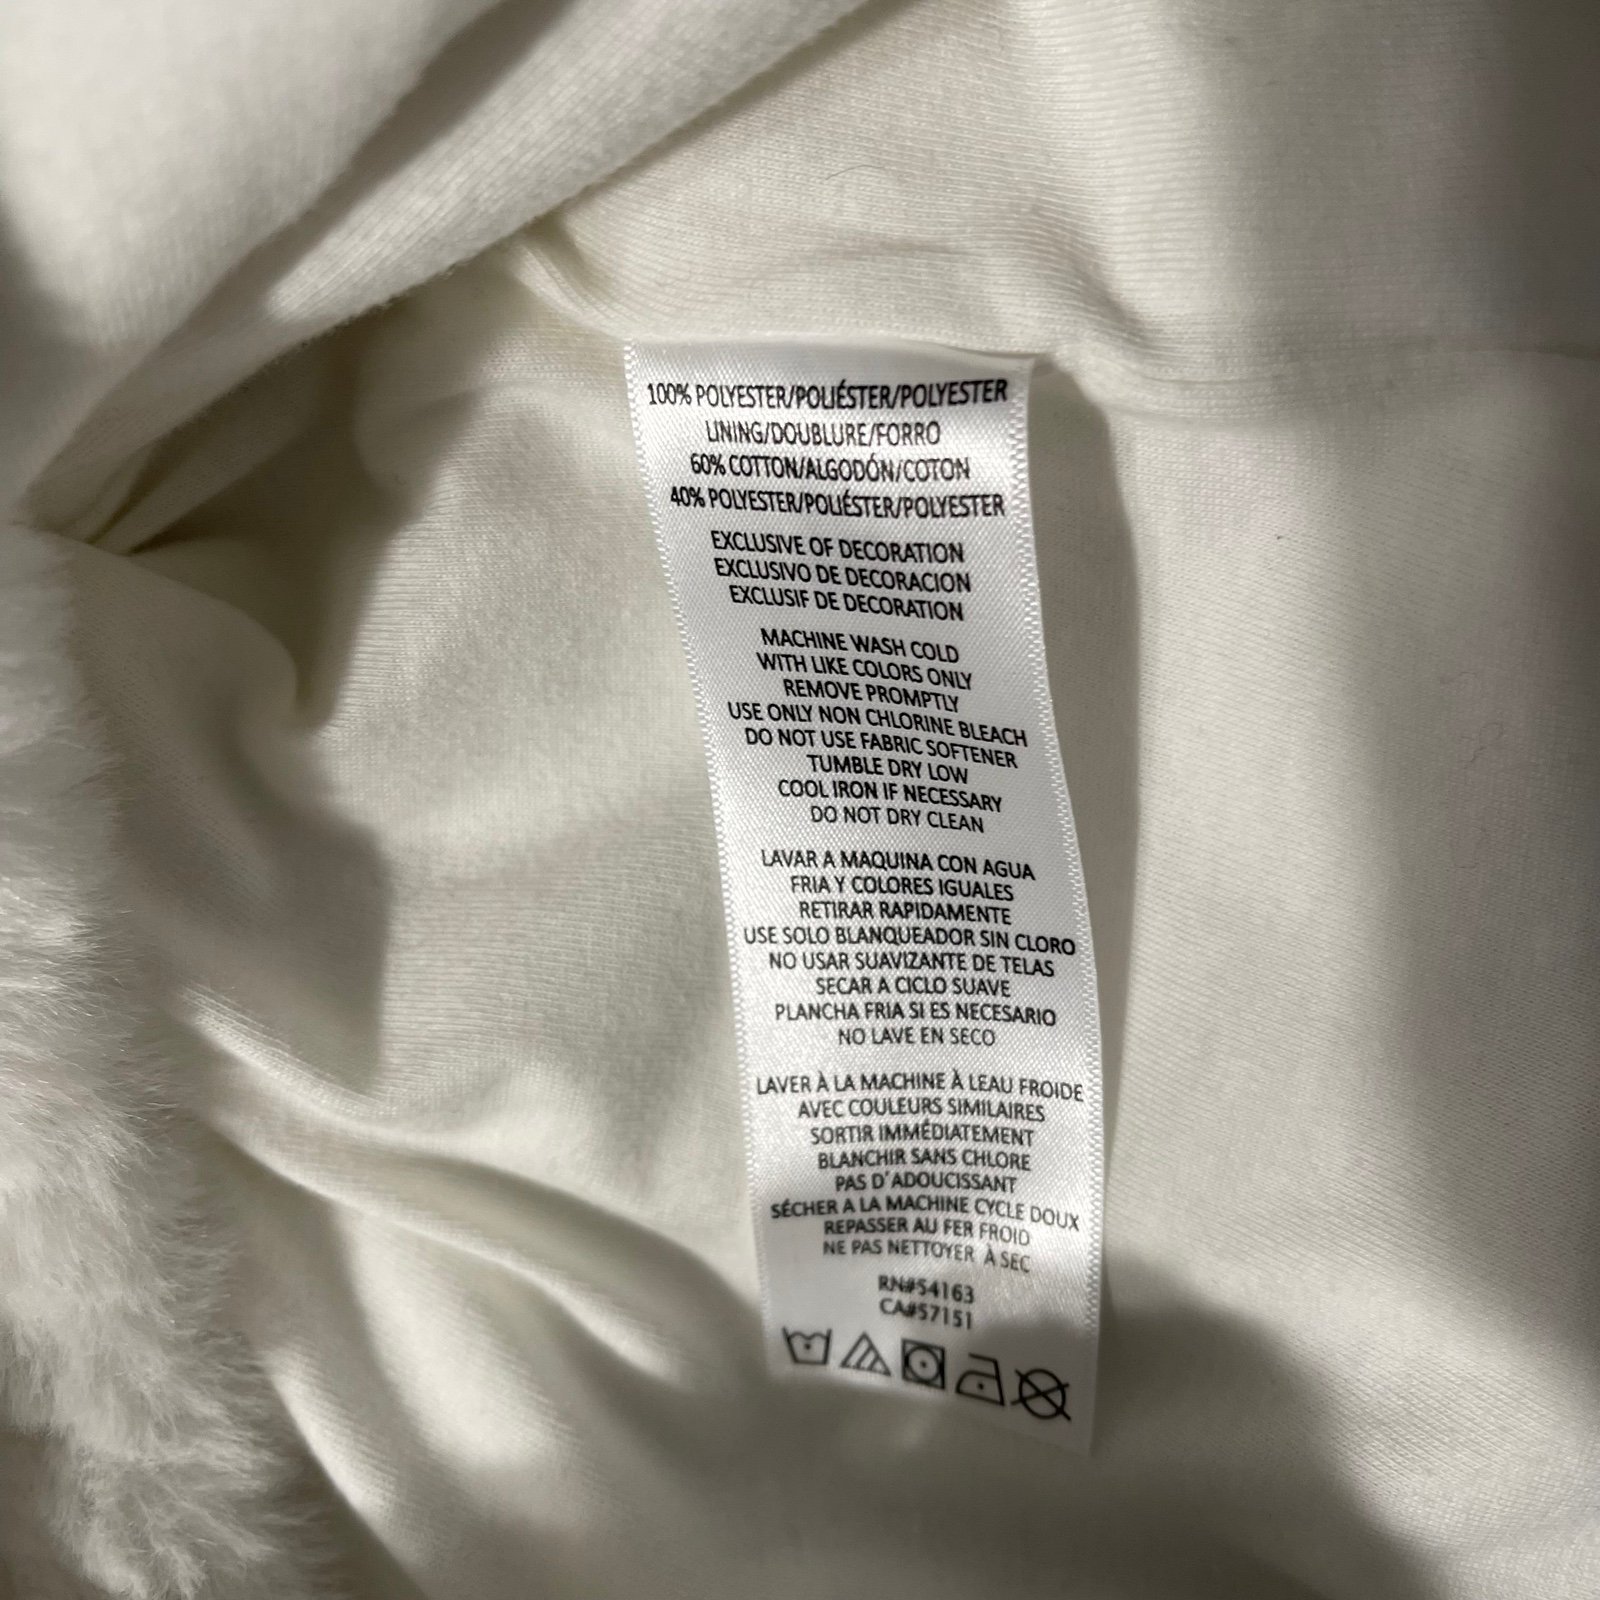 100% POLYESTER/POLIÉSTER/POLYESTER
LINING/DOUBLURE/FORRO
60% COTTON/ALGODÓN/COTON
40% POLYESTER/POLIÉSTER/POLYESTER
EXCLUSIVE OF DECORATION
EXCLUSIVO DE DECORACION
EXCLUSIF DE DECORATION
MACHINE WASH COLD
WITH LIKE COLORS ONLY
REMOVE PROMPTLY
USE ONLY NON CHLORINE BLEACH
DO NOT USE FABRIC SOFTENER
TUMBLE DRY LOW
COOL IRON IF NECESSARY
DO NOT DRY CLEAN
LAVAR A MAQUINA CON AGUA
FRIA Y COLORES IGUALES
RETIRAR RAPIDAMENTE
USE SOLO BLANQUEADOR SIN CLORO
NO USAR SUAVIZANTE DE TELAS
SECAR A CICLO SUAVE
PLANCHA FRIA SI ES NECESARIO
NO LAVE EN SECO
LAVER À LA MACHINE À LEAU FROIDE
AVEC COULEURS SIMILAIRES
SORTIR IMMÉDIATEMENT
BLANCHIR SANS CHLORE
PAS D'ADOUCISSANT
SÉCHER A LA MACHINE CYCLE DOUX
REPASSER AU FER FROID
NE PAS NETTOYER À SEC
RN#54163
CA#57151